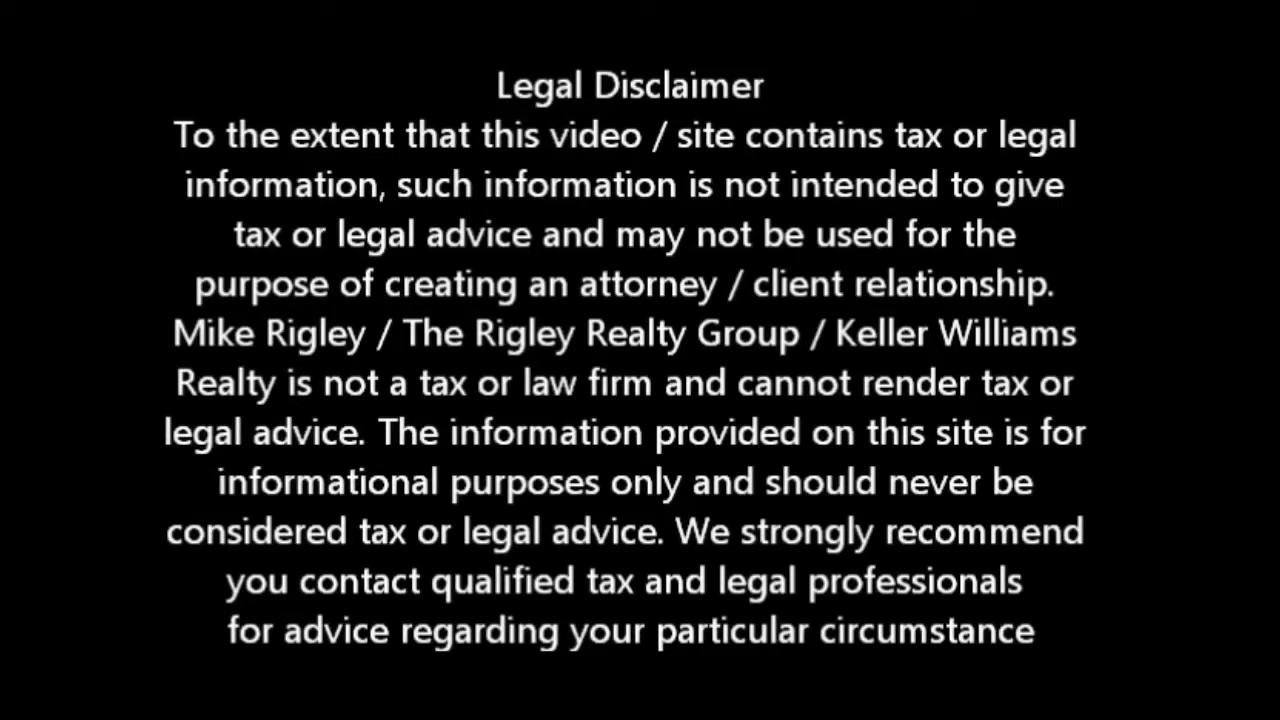 Legal Disclaimer
To the extent that this video / site contains tax or legal
information, such information is not intended to give
tax or legal advice and may not be used for the
purpose of creating an attorney / client relationship.
Mike Rigley / The Rigley Realty Group / Keller Williams
Realty is not a tax or law firm and cannot render tax or
legal advice. The information provided on this site is for
informational purposes only and should never be
considered tax or legal advice. We strongly recommend
you contact qualified tax and legal professionals
for advice regarding your particular circumstance